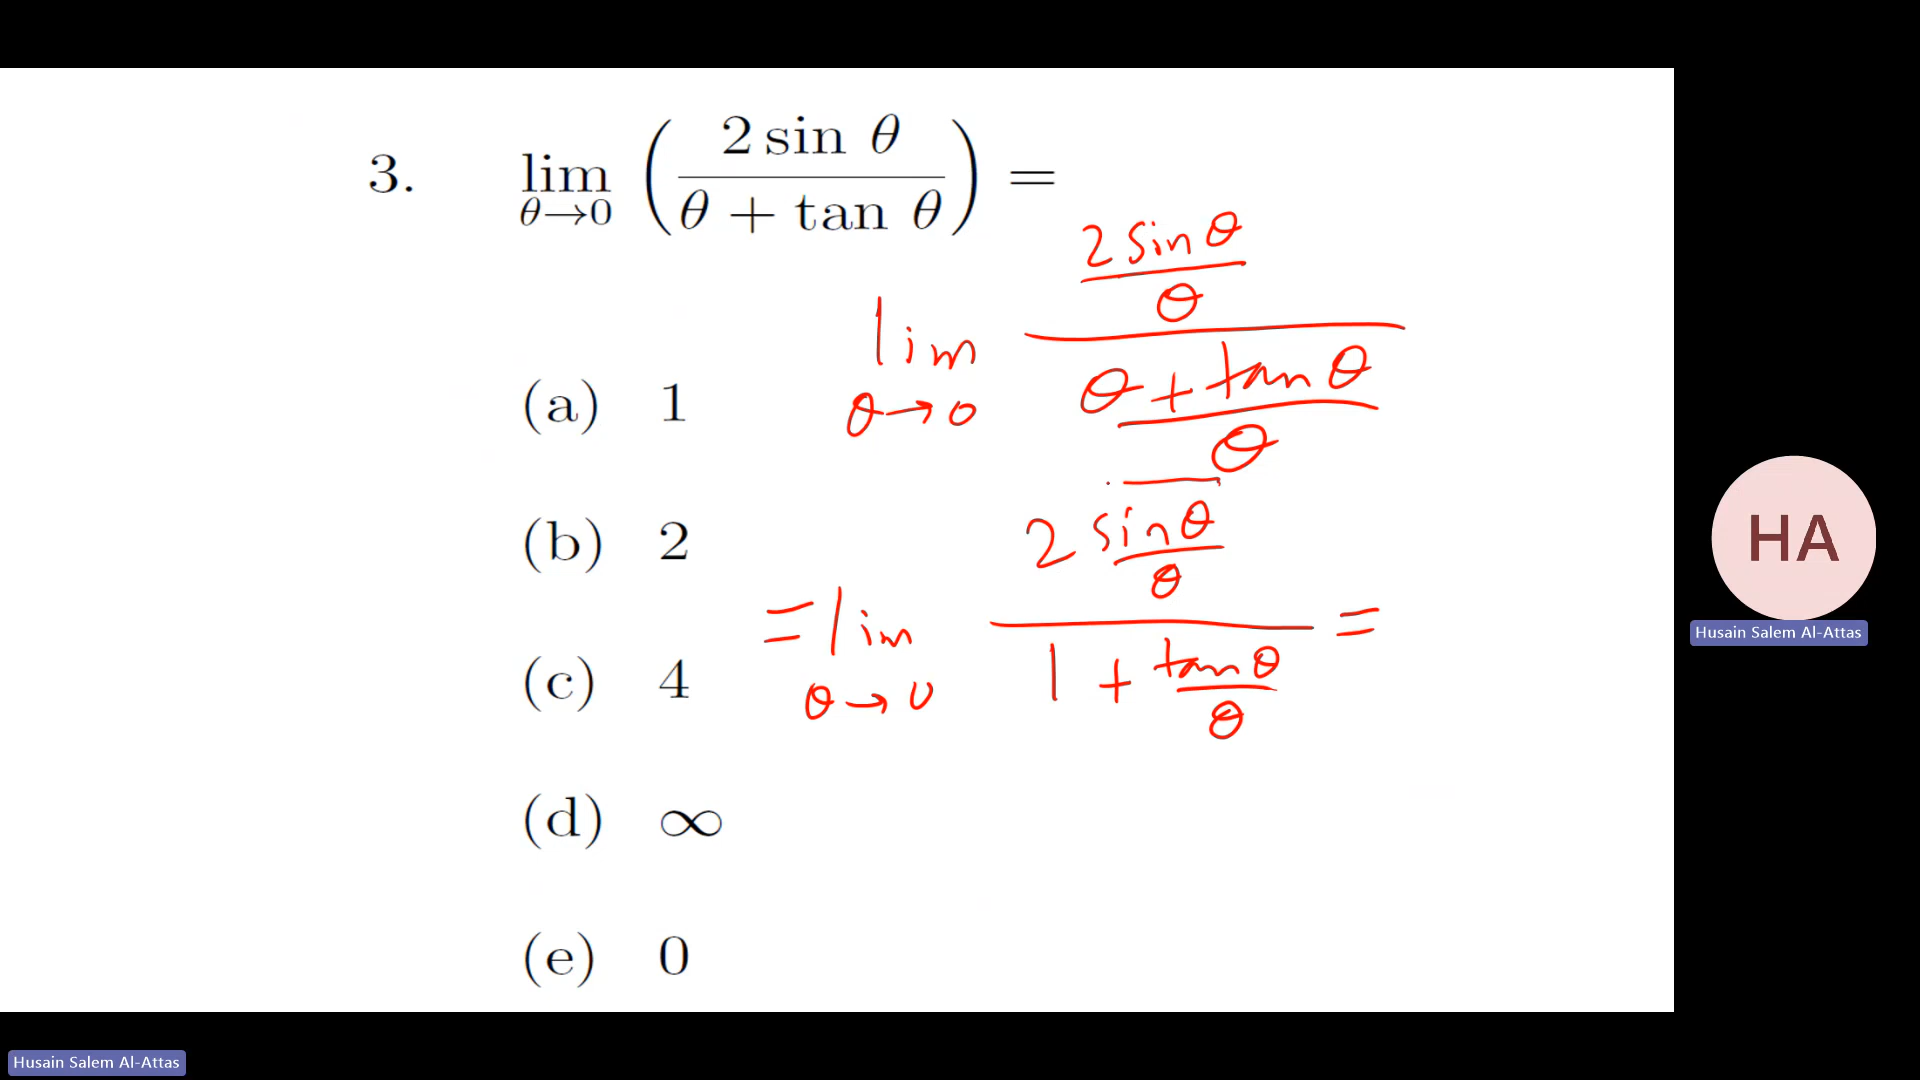 3. lim θ→0 ( 2 sin θ / θ + tan θ ) =
lim θ→0 2 sin θ / θ / θ + tan θ / θ
= lim θ→0 2 sin θ / θ / 1 + tan θ / θ =
(a) 1
(b) 2
(c) 4
(d) ∞
(e) 0
HA
Husain Salem Al-Attas
Husain Salem Al-Attas